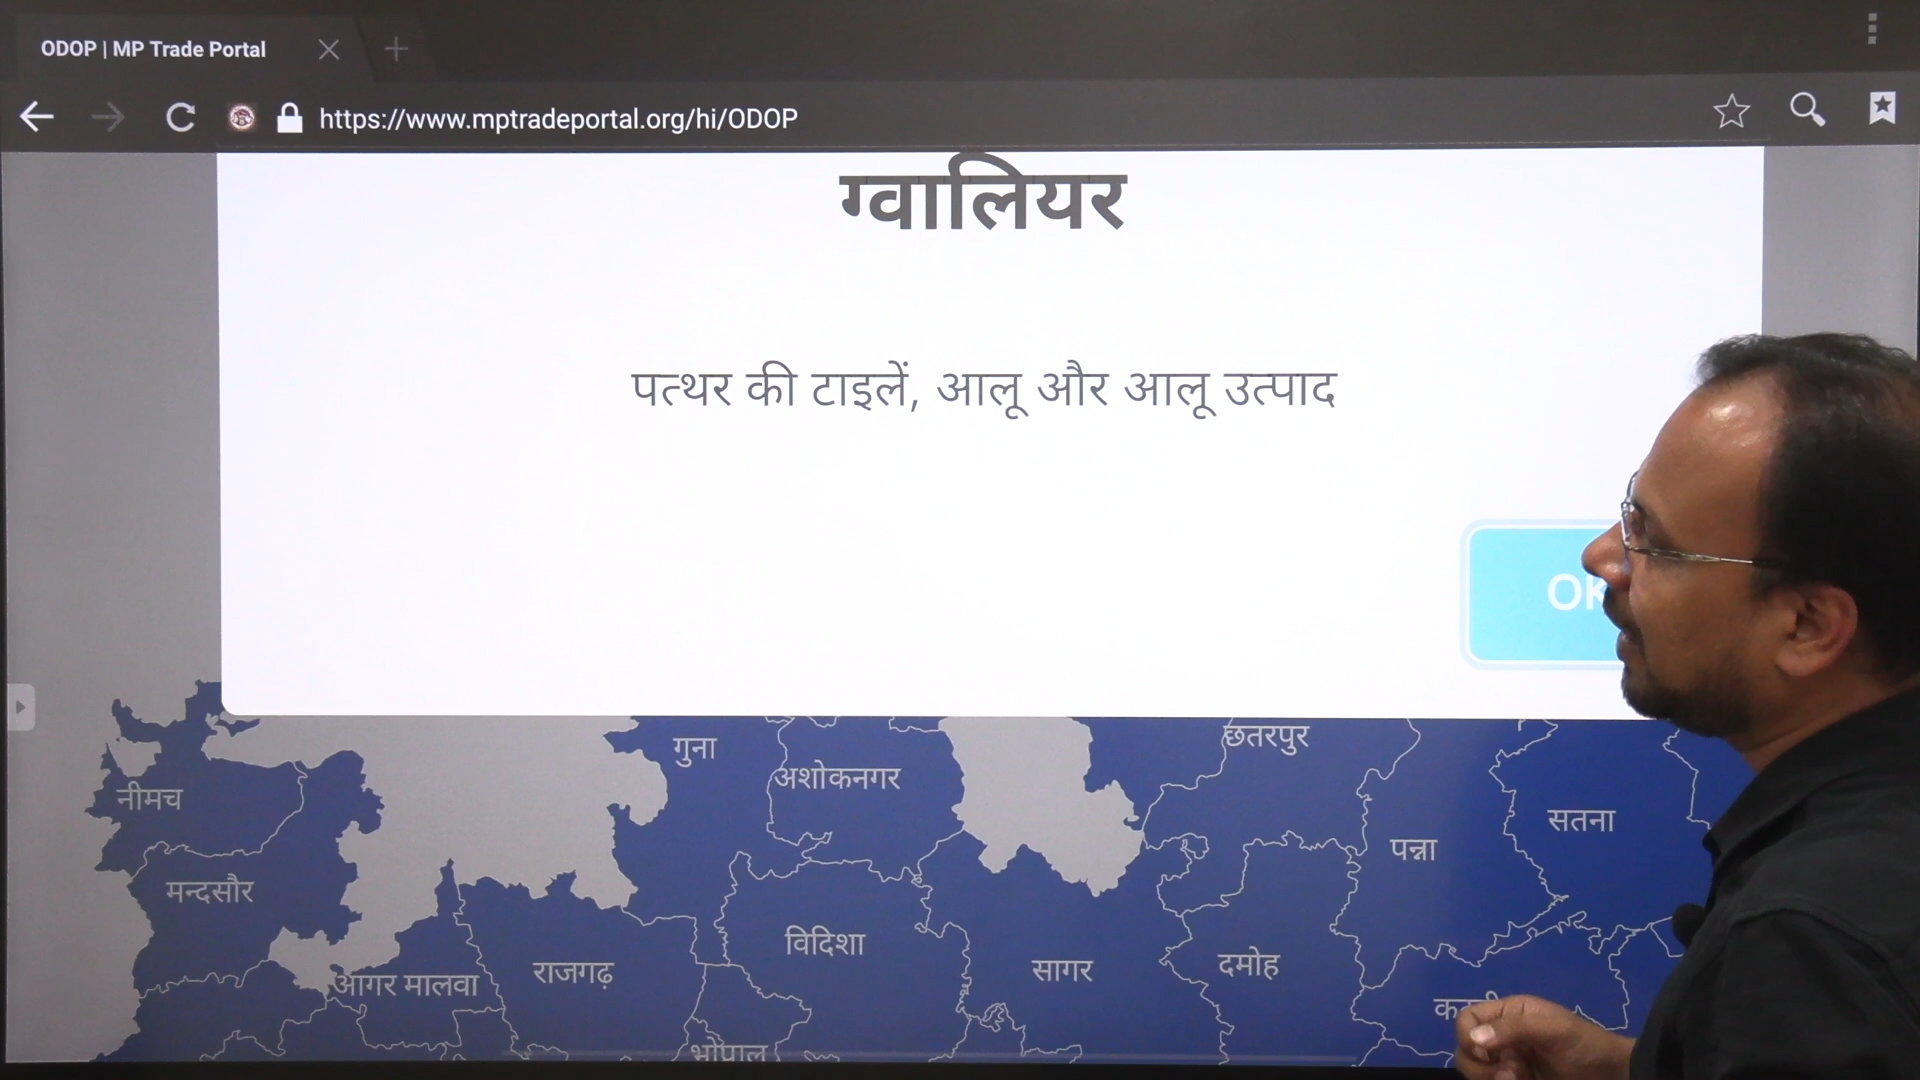 ODOP | MP Trade Portal
https://www.mptradeportal.org/hi/ODOP
ग्वालियर
पत्थर की टाइलें, आलू और आलू उत्पाद
गुना
छतरपुर
अशोकनगर
नीमच
सतना
पन्ना
मन्दसौर
विदिशा
सागर
दमोह
राजगढ़
आगर मालवा
भोपाल